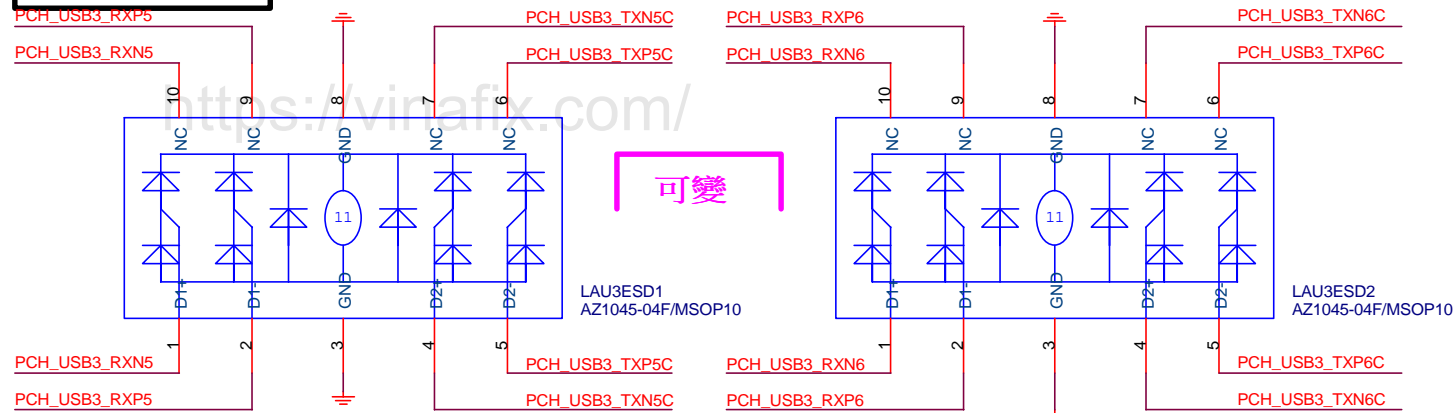 PCH_USB3_RXP5
PCH_USB3_TXN5C
PCH_USB3_RXP6
PCH_USB3_TXN6C
PCH_USB3_RXN5
PCH_USB3_TXP5C
PCH_USB3_RXN6
PCH_USB3_TXP6C
https://vinafix.com/
10 9 8 7 6
10 9 8 7 6
NC NC GND NC NC
NC NC GND NC NC
可變
11
11
D1+ D1- GND D2+ D2-
D1+ D1- GND D2+ D2-
LAU3ESD1
AZ1045-04F/MSOP10
LAU3ESD2
AZ1045-04F/MSOP10
1 2 3 4 5
1 2 3 4 5
PCH_USB3_RXN5
PCH_USB3_TXP5C
PCH_USB3_RXN6
PCH_USB3_TXP6C
PCH_USB3_RXP5
PCH_USB3_TXN5C
PCH_USB3_RXP6
PCH_USB3_TXN6C